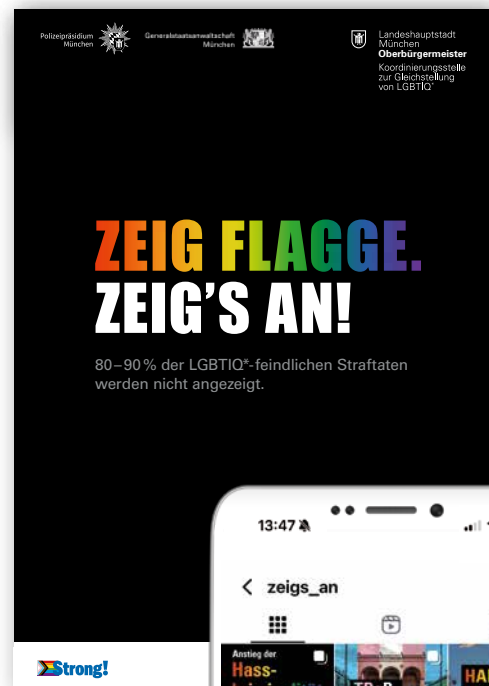 Polizeipräsidium
München
Generalstaatsanwaltschaft
München
Landeshauptstadt
München
Oberbürgermeister
Koordinierungsstelle
zur Gleichstellung
von LGBTIQ*
ZEIG FLAGGE.
ZEIG'S AN!
80–90 % der LGBTIQ*-feindlichen Straftaten
werden nicht angezeigt.
13:47
zeigs_an
Anstieg der
Hass-
Strong!